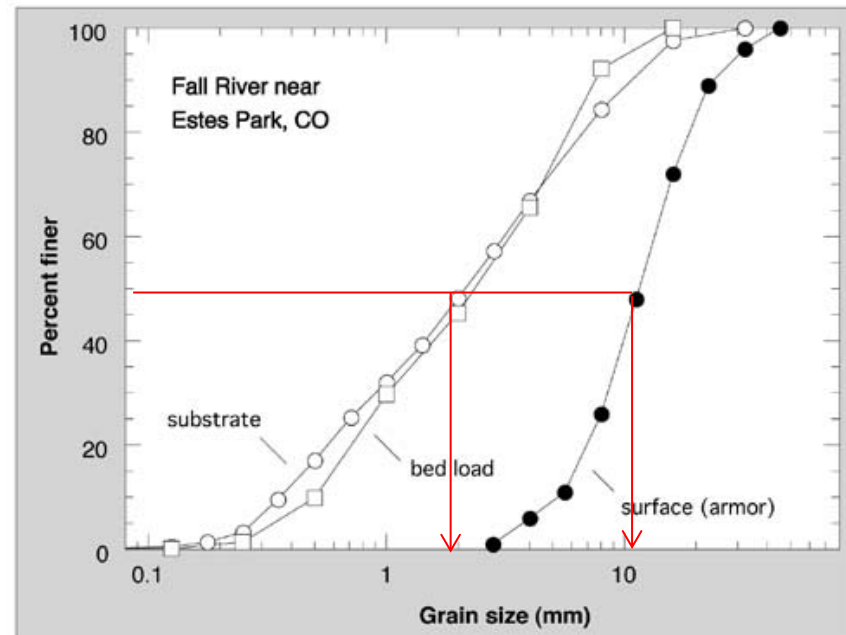 100
Fall River near
Estes Park, CO
80
60
Percent finer
40
substrate
20
bed load
surface (armor)
0
0.1
1
10
Grain size (mm)